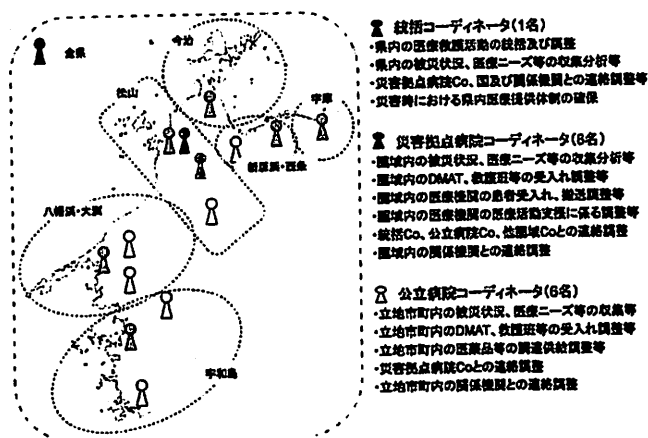 全県
今治
松山
宇摩
新居浜・西条
八幡浜・大洲
宇和島
統括コーディネータ(1名)
・県内の医療救護活動の統括及び調整
・県内の被災状況、医療ニーズ等の収集分析等
・災害拠点病院Co、国及び関係機関との連絡調整等
・災害時における県内医療提供体制の確保
災害拠点病院コーディネータ(8名)
・圏域内の被災状況、医療ニーズ等の収集分析等
・圏域内のDMAT、救護班等の受入れ調整等
・圏域内の医療機関の患者受入れ、搬送調整等
・圏域内の医療機関の医療活動支援に係る調整等
・統括Co、公立病院Co、他圏域Coとの連絡調整
・圏域内の関係機関との連絡調整
公立病院コーディネータ(6名)
・立地市町内の被災状況、医療ニーズ等の収集等
・立地市町内のDMAT、救護班等の受入れ調整等
・立地市町内の医薬品等の調達供給調整等
・災害拠点病院Coとの連絡調整
・立地市町内の関係機関との連絡調整